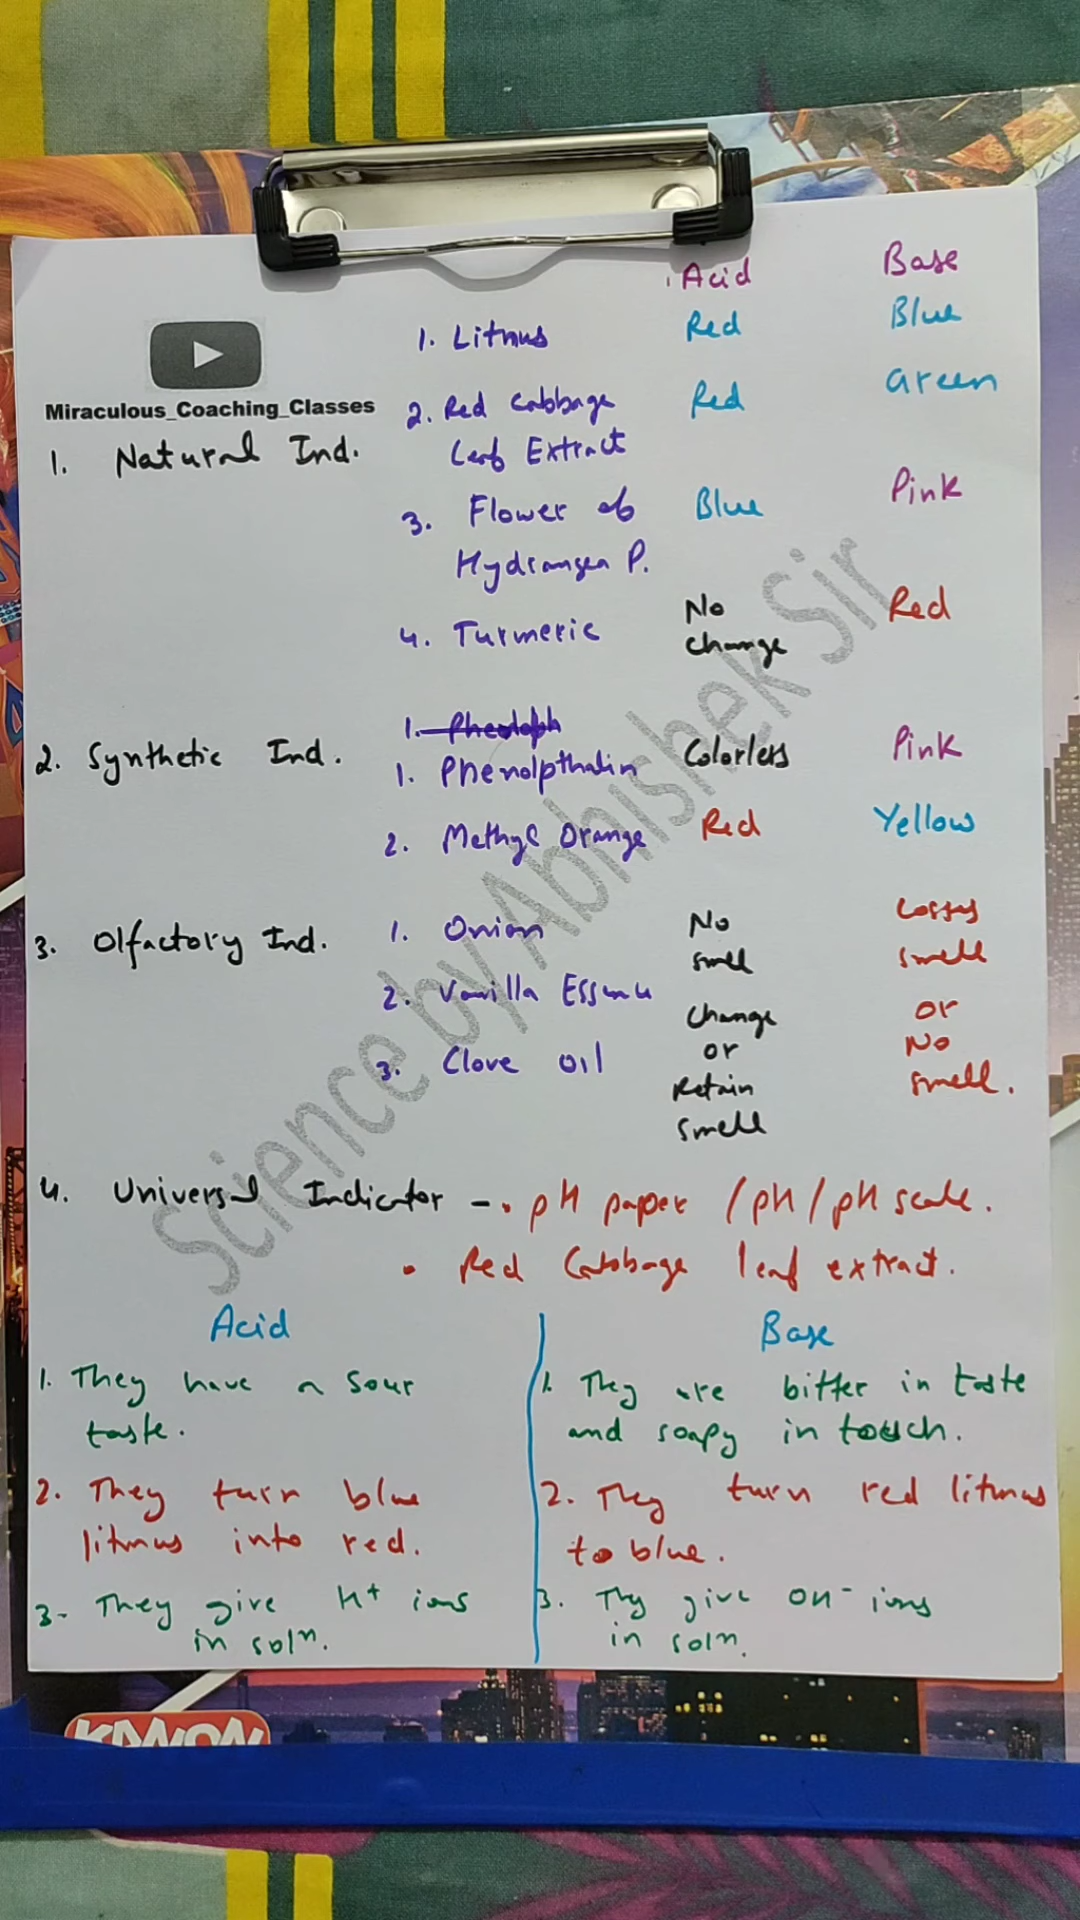 Acid Base
1. Litmus Red Blue
Miraculous_Coaching_Classes
2. Red Cabbage Red Green
Leaf Extract
1. Natural Ind.
3. Flower of Blue Pink
Hydrangea P.
4. Turmeric No Red
change
1. Pheolaph
2. Synthetic Ind. Colorless Pink
1. Phenolpthalin
2. Methyl Orange Red Yellow
3. Olfactory Ind. 1. Onion No Losses
smell smell
2. Vanilla Essence
change or
or No
3. Clove oil
Retain smell.
smell
4. Universal Indicator - • pH paper / pH / pH scale.
• Red Cabbage leaf extract.
Acid
1. They have a sour
taste.
2. They turn blue
litmus into red.
3- They give H+ ions
in soln.
Base
1. They are bitter in taste
and soapy in touch.
2. They turn red litmus
to blue.
3. They give OH- ions
in soln.
Science by Abhishek Sir
KIWON